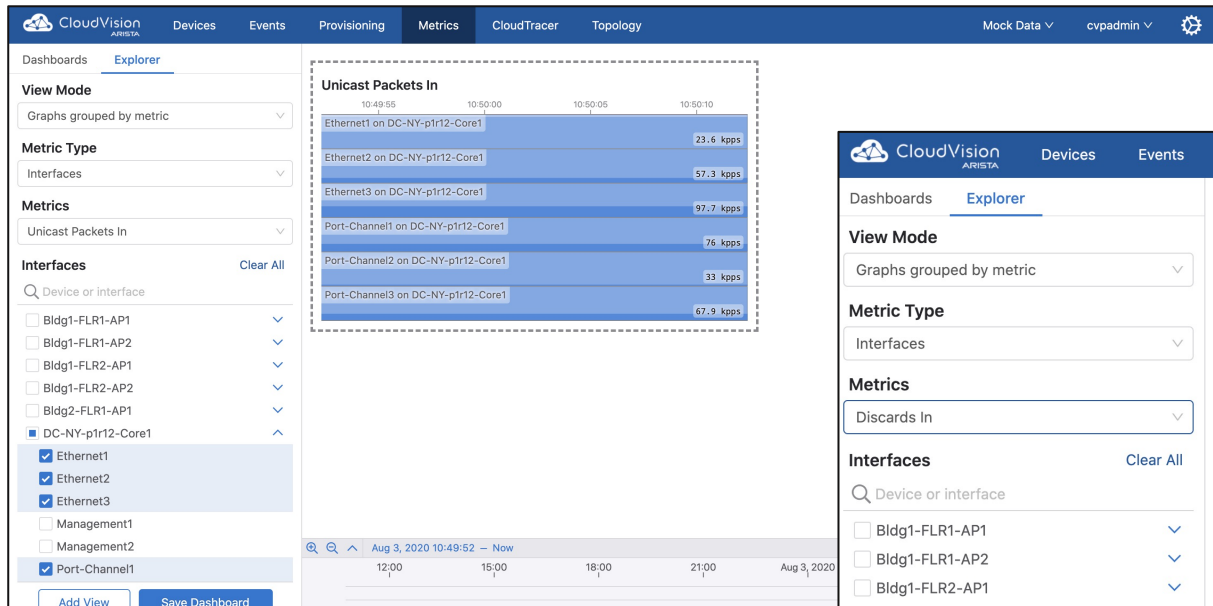 CloudVision
ARISTA
Devices
Events
Provisioning
Metrics
CloudTracer
Topology
Mock Data
cvpadmin
Dashboards
Explorer
View Mode
Graphs grouped by metric
Metric Type
Interfaces
Metrics
Unicast Packets In
Interfaces
Clear All
Device or interface
Bldg1-FLR1-AP1
Bldg1-FLR1-AP2
Bldg1-FLR2-AP1
Bldg1-FLR2-AP2
Bldg2-FLR1-AP1
DC-NY-p1r12-Core1
Ethernet1
Ethernet2
Ethernet3
Management1
Management2
Port-Channel1
Add View
Save Dashboard
Unicast Packets In
10:49:55
10:50:00
10:50:05
10:50:10
Ethernet1 on DC-NY-p1r12-Core1
23.6 kpps
Ethernet2 on DC-NY-p1r12-Core1
57.3 kpps
Ethernet3 on DC-NY-p1r12-Core1
97.7 kpps
Port-Channel1 on DC-NY-p1r12-Core1
76 kpps
Port-Channel2 on DC-NY-p1r12-Core1
33 kpps
Port-Channel3 on DC-NY-p1r12-Core1
67.9 kpps
Aug 3, 2020 10:49:52 – Now
12:00
15:00
18:00
21:00
Aug 3, 2020
CloudVision
ARISTA
Devices
Events
Dashboards
Explorer
View Mode
Graphs grouped by metric
Metric Type
Interfaces
Metrics
Discards In
Interfaces
Clear All
Device or interface
Bldg1-FLR1-AP1
Bldg1-FLR1-AP2
Bldg1-FLR2-AP1